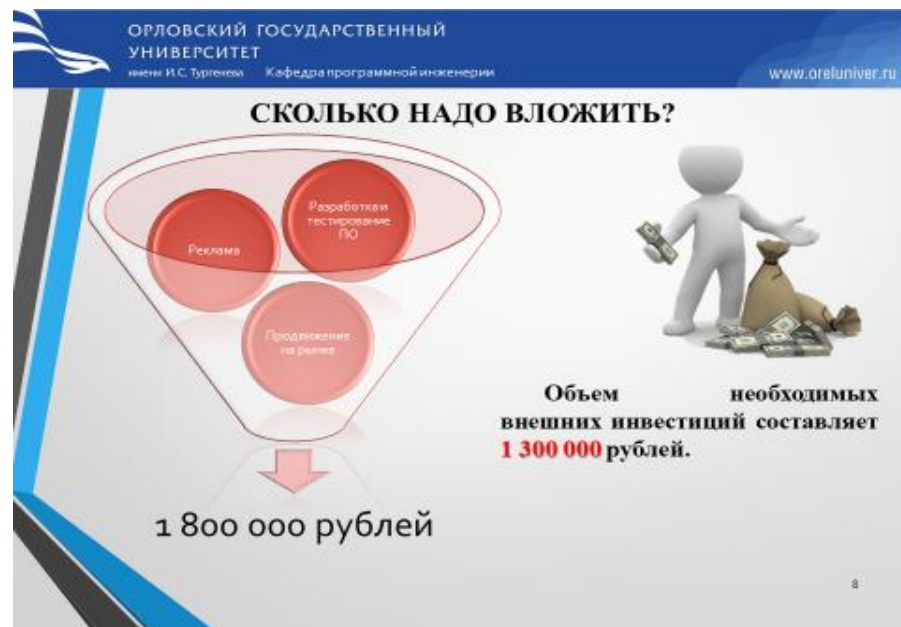 ОРЛОВСКИЙ ГОСУДАРСТВЕННЫЙ
УНИВЕРСИТЕТ
имени И.С. Тургенева Кафедра программной инженерии
www.oreluniver.ru
СКОЛЬКО НАДО ВЛОЖИТЬ?
Разработка и
тестирование
ПО
Реклама
Продвижение
на рынке
1 800 000 рублей
Объем необходимых
внешних инвестиций составляет
1 300 000 рублей.
8